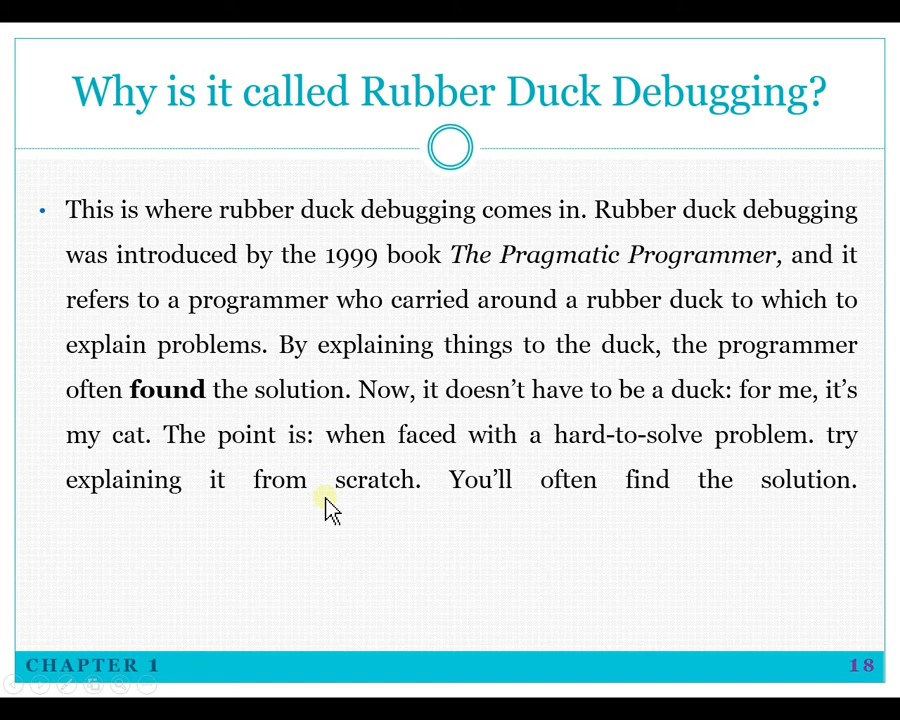 Why is it called Rubber Duck Debugging?
• This is where rubber duck debugging comes in. Rubber duck debugging
was introduced by the 1999 book The Pragmatic Programmer, and it
refers to a programmer who carried around a rubber duck to which to
explain problems. By explaining things to the duck, the programmer
often found the solution. Now, it doesn't have to be a duck: for me, it's
my cat. The point is: when faced with a hard-to-solve problem. try
explaining it from scratch. You'll often find the solution.
CHAPTER 1 18